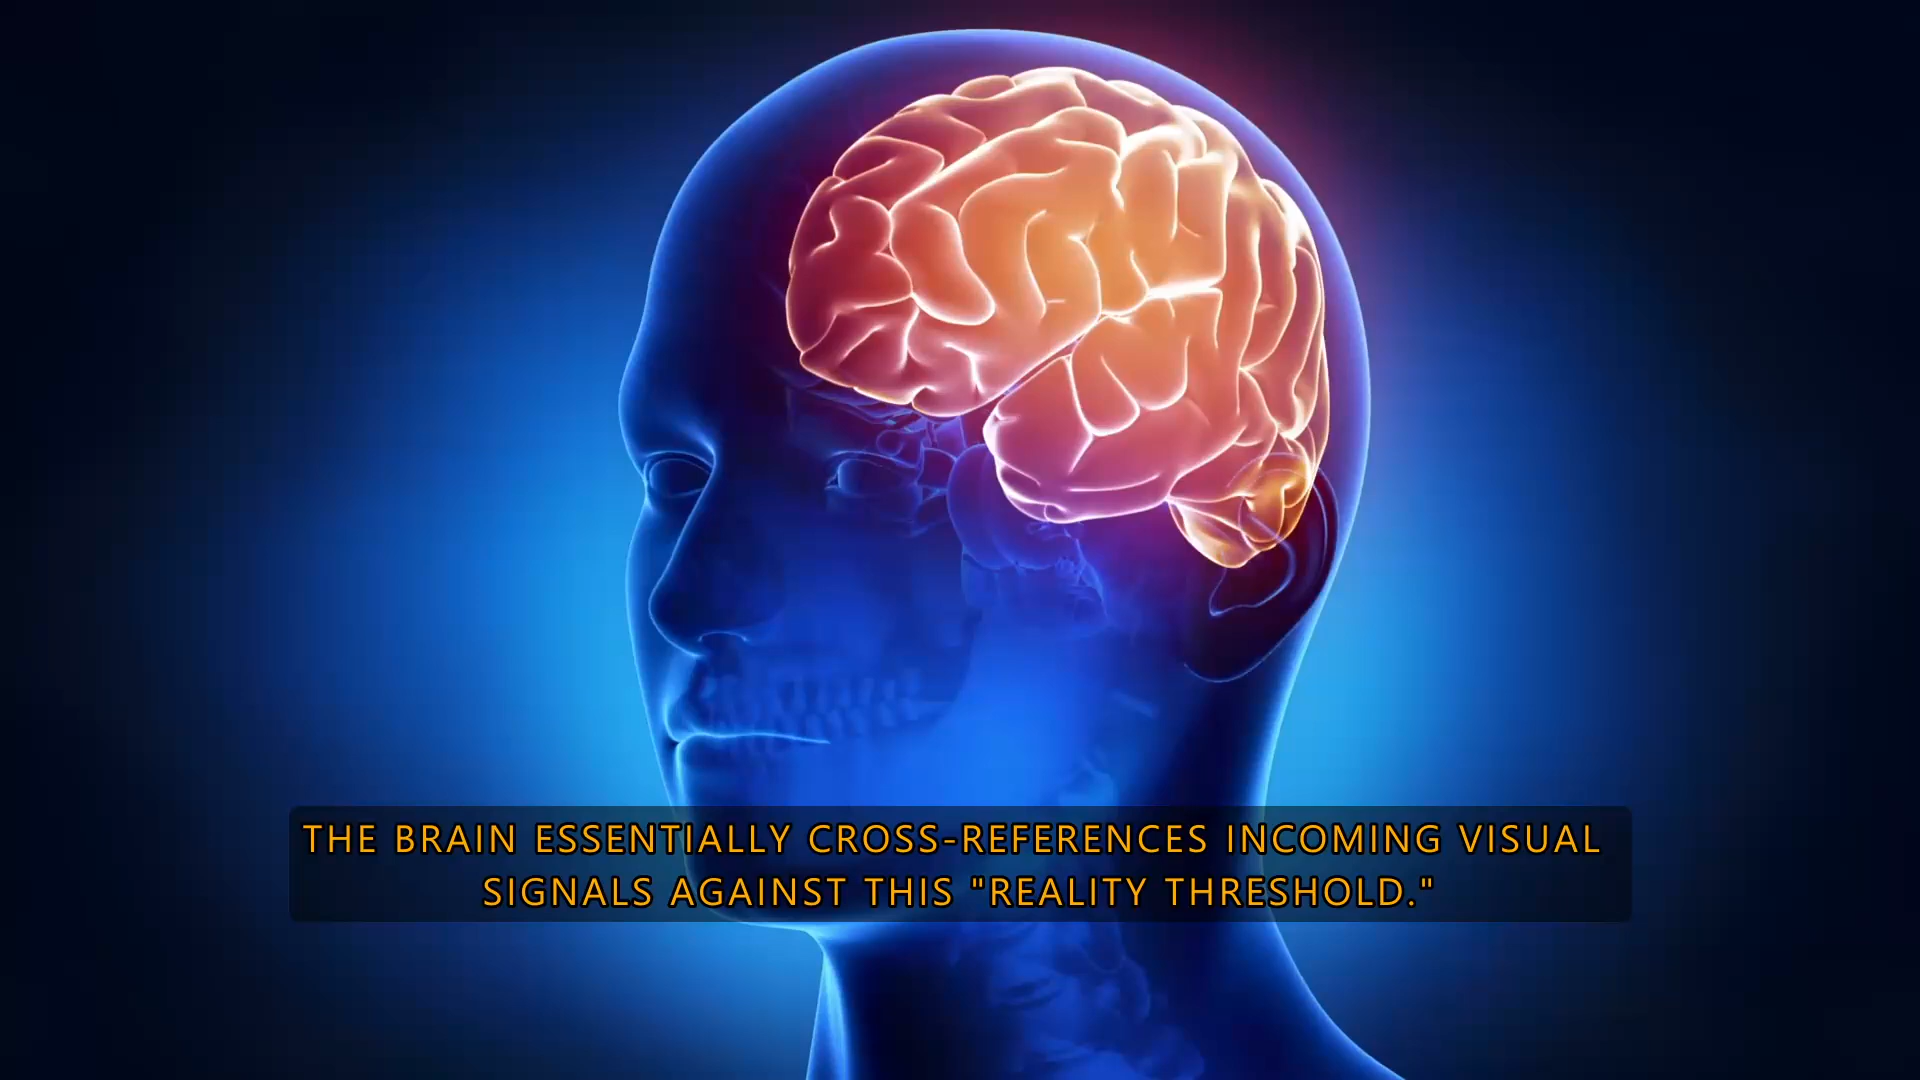 THE BRAIN ESSENTIALLY CROSS-REFERENCES INCOMING VISUAL
SIGNALS AGAINST THIS "REALITY THRESHOLD."